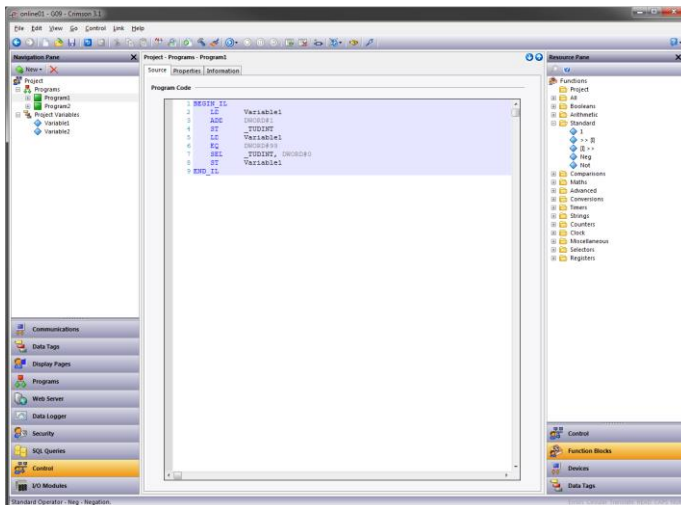 online01 - G09 - Crimson 3.1
File Edit View Go Control Link Help
Navigation Pane
New
Project
Programs
Program1
Program2
Project Variables
Variable1
Variable2
Communications
Data Tags
Display Pages
Programs
Web Server
Data Logger
Security
SQL Queries
Control
I/O Modules
Project - Programs - Program1
Source Properties Information
Program Code
1 BEGIN_IL
2 LD Variable1
3 ADD DWORD#1
4 ST _TUDINT
5 LD Variable1
6 EQ DWORD#99
7 SEL _TUDINT, DWORD#0
8 ST Variable1
9 END_IL
Resource Pane
Functions
Project
All
Booleans
Arithmetic
Standard
1
>> []
[] >>
Neg
Not
Comparisons
Maths
Advanced
Conversions
Timers
Strings
Counters
Clock
Miscellaneous
Selectors
Registers
Control
Function Blocks
Devices
Data Tags
Standard Operator - Neg - Negation.